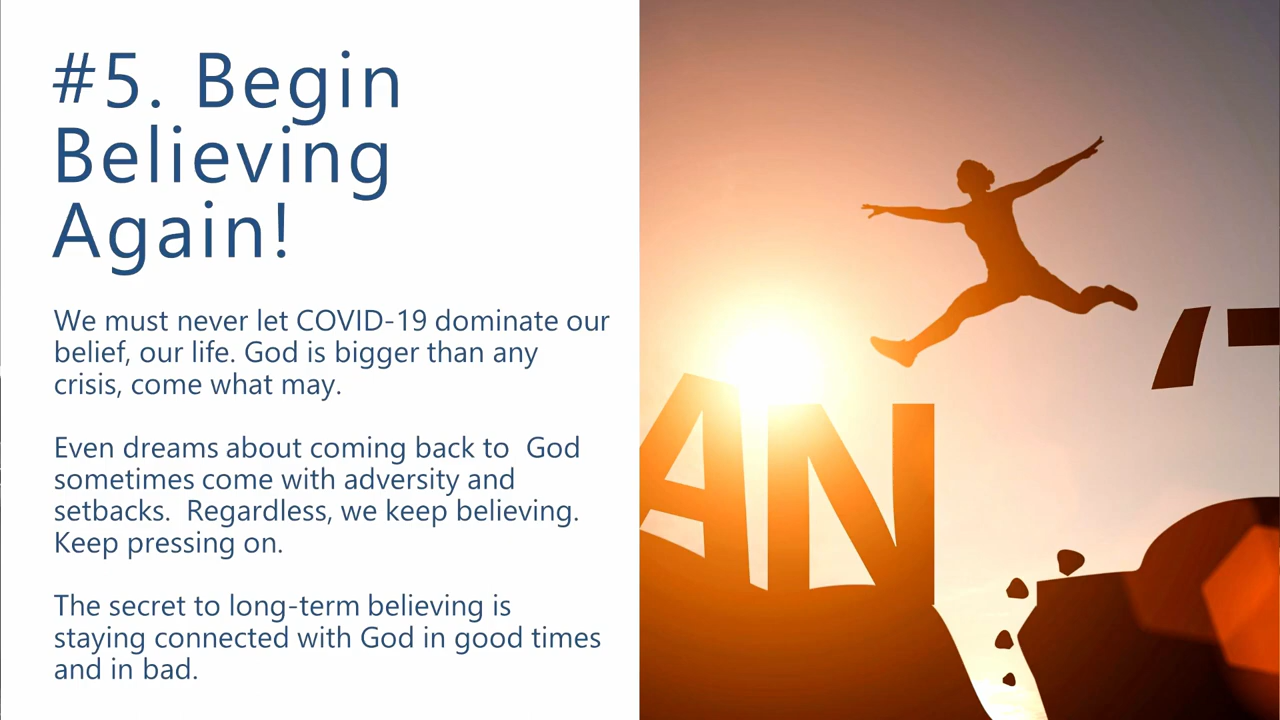 #5. Begin
Believing
Again!
We must never let COVID-19 dominate our
belief, our life. God is bigger than any
crisis, come what may.
Even dreams about coming back to  God
sometimes come with adversity and
setbacks.  Regardless, we keep believing.
Keep pressing on.
The secret to long-term believing is
staying connected with God in good times
and in bad.
AN
'T